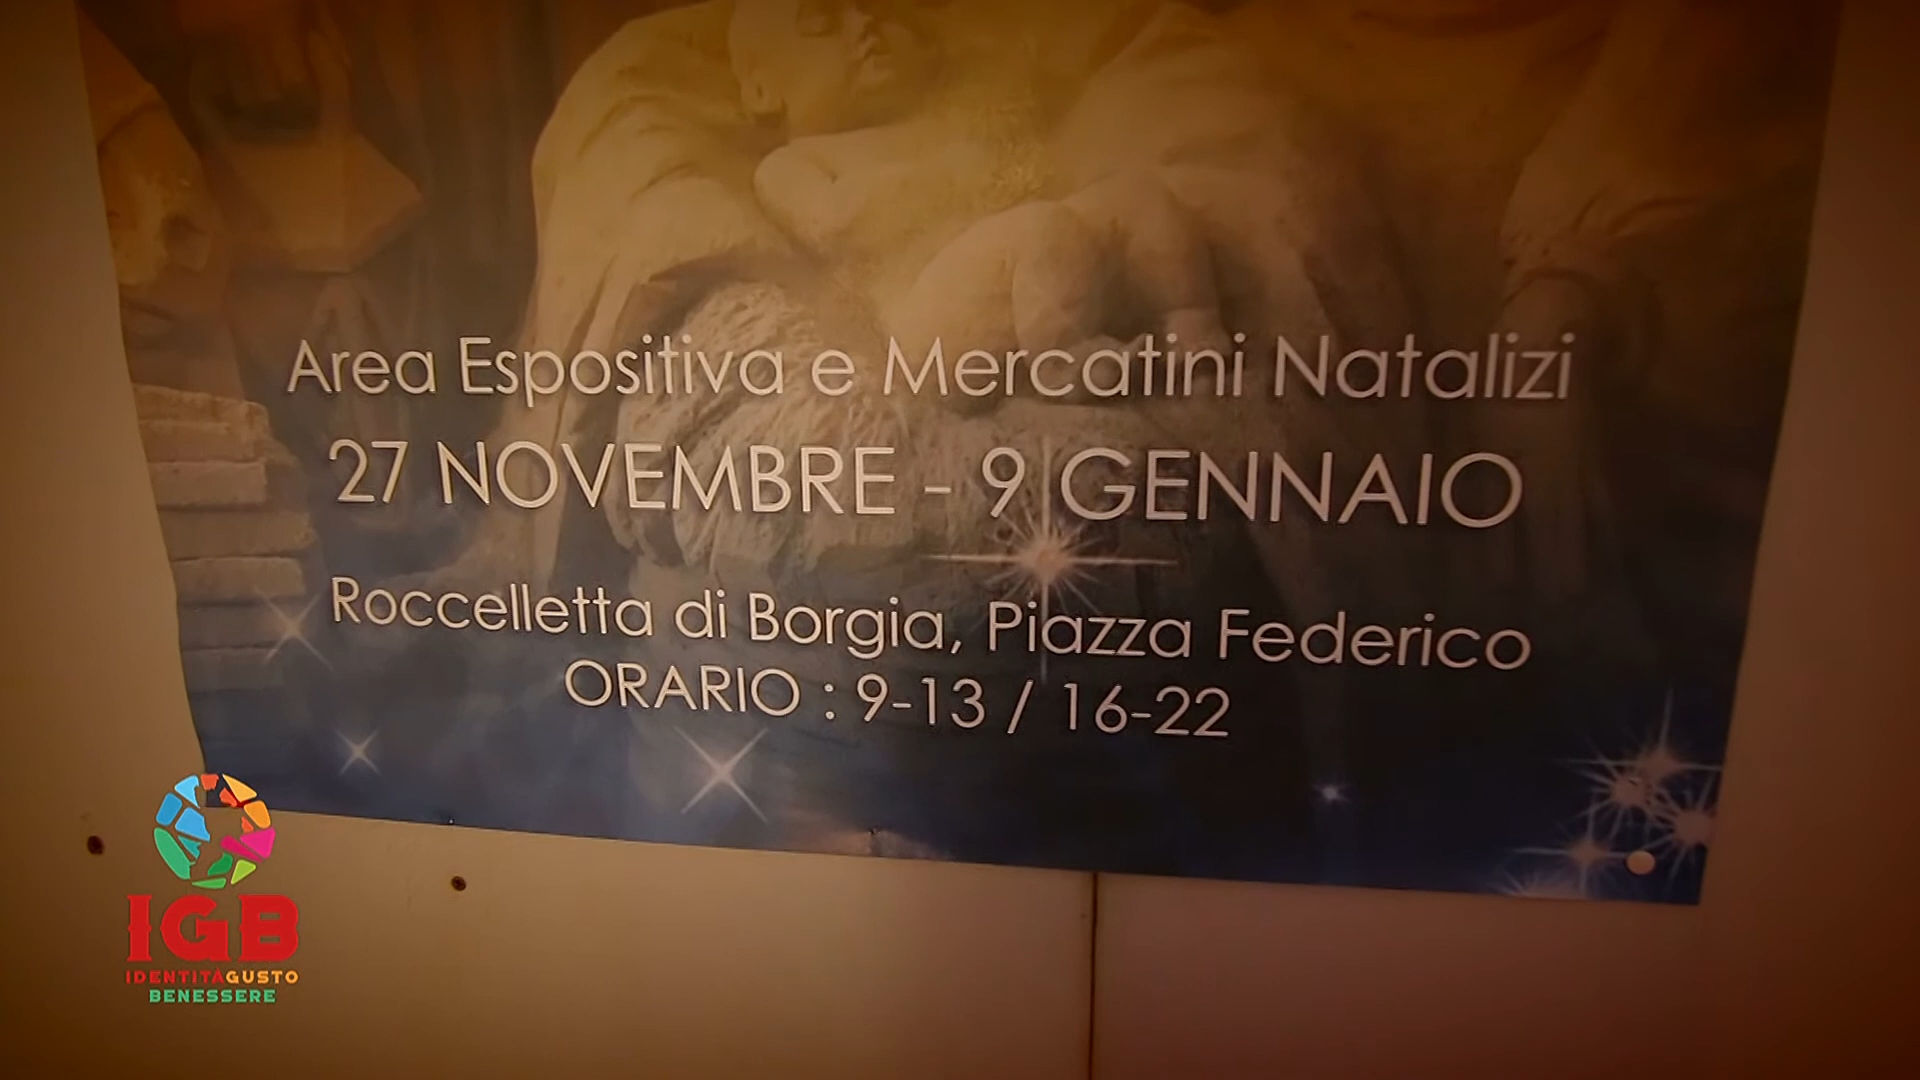 Area Espositiva e Mercatini Natalizi
27 NOVEMBRE - 9 GENNAIO
Roccelletta di Borgia, Piazza Federico
ORARIO : 9-13 / 16-22
IGB
IDENTITÀGUSTO
BENESSERE